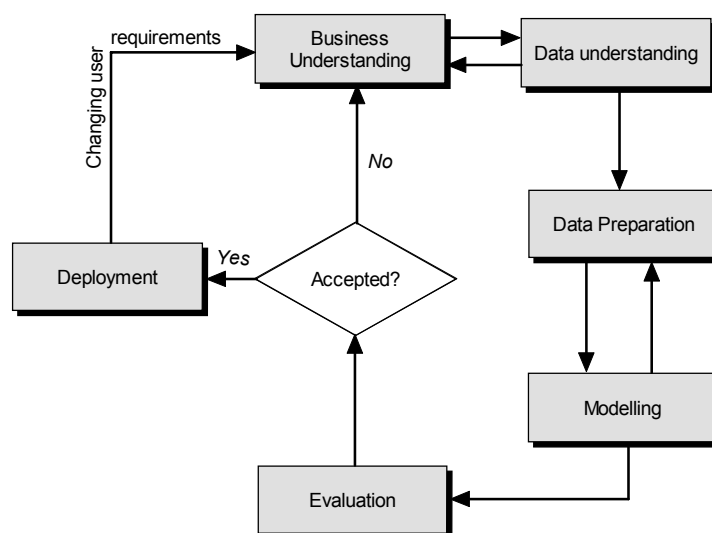 requirements
Changing user
Business
Understanding
Data understanding
No
Data Preparation
Yes
Deployment
Accepted?
Modelling
Evaluation